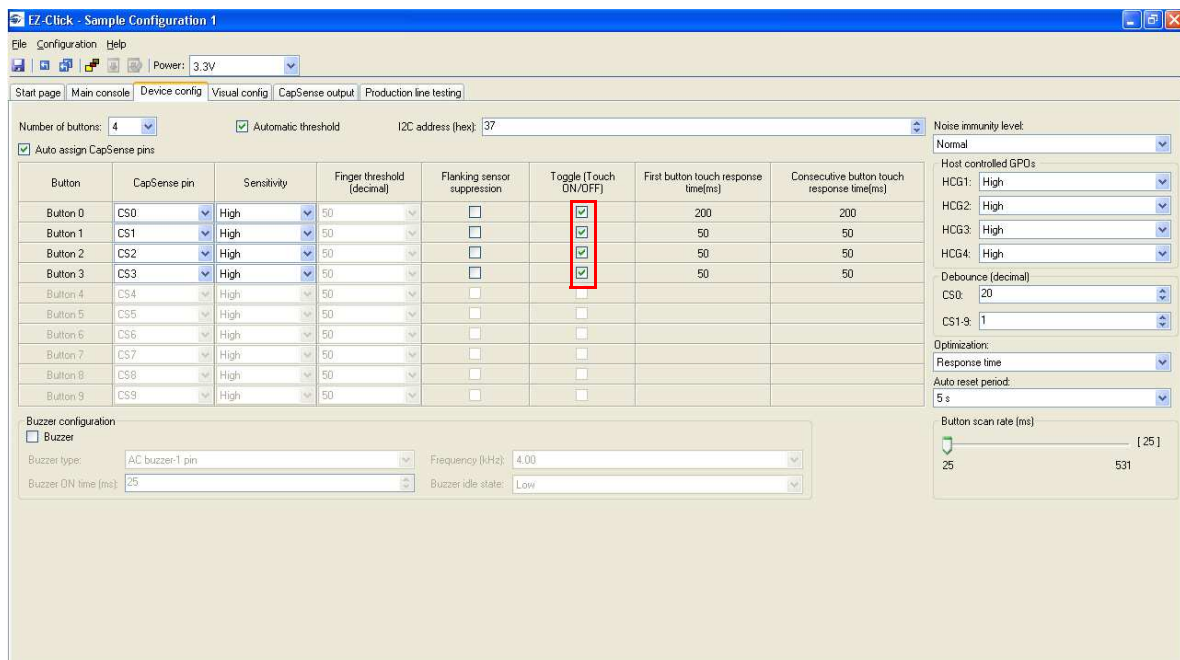 EZ-Click - Sample Configuration 1
File Configuration Help
Power: 3.3V
Start page Main console Device config Visual config CapSense output Production line testing
Number of buttons: 4 Automatic threshold I2C address (hex): 37
Auto assign CapSense pins
Button CapSense pin Sensitivity Finger threshold (decimal) Flanking sensor suppression Toggle (Touch ON/OFF) First button touch response time(ms) Consecutive button touch response time(ms)
Button 0 CS0 High 50 200 200
Button 1 CS1 High 50 50 50
Button 2 CS2 High 50 50 50
Button 3 CS3 High 50 50 50
Button 4 CS4 High 50
Button 5 CS5 High 50
Button 6 CS6 High 50
Button 7 CS7 High 50
Button 8 CS8 High 50
Button 9 CS9 High 50
Buzzer configuration
Buzzer
Buzzer type: AC buzzer-1 pin Frequency (kHz): 4.00
Buzzer ON time (ms): 25 Buzzer idle state: Low
Noise immunity level:
Normal
Host controlled GPOs
HCG1: High
HCG2: High
HCG3: High
HCG4: High
Debounce (decimal)
CS0: 20
CS1-9: 1
Optimization:
Response time
Auto reset period:
5 s
Button scan rate (ms)
[ 25 ]
25 531